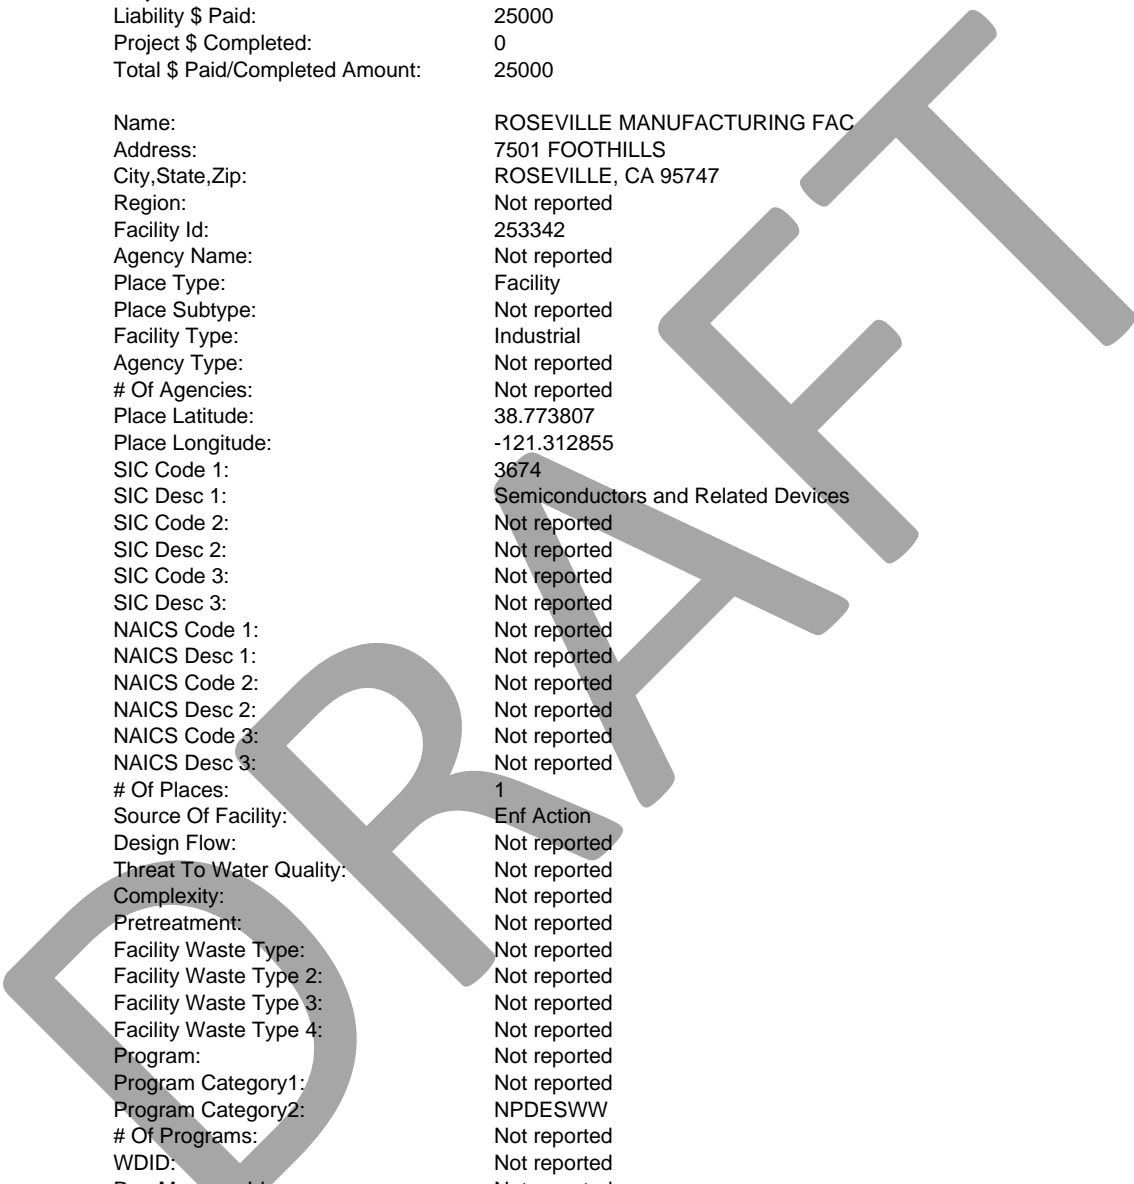 Liability $ Paid: 25000
Project $ Completed: 0
Total $ Paid/Completed Amount: 25000
Name: ROSEVILLE MANUFACTURING FAC
Address: 7501 FOOTHILLS
City,State,Zip: ROSEVILLE, CA 95747
Region: Not reported
Facility Id: 253342
Agency Name: Not reported
Place Type: Facility
Place Subtype: Not reported
Facility Type: Industrial
Agency Type: Not reported
# Of Agencies: Not reported
Place Latitude: 38.773807
Place Longitude: -121.312855
SIC Code 1: 3674
SIC Desc 1: Semiconductors and Related Devices
SIC Code 2: Not reported
SIC Desc 2: Not reported
SIC Code 3: Not reported
SIC Desc 3: Not reported
NAICS Code 1: Not reported
NAICS Desc 1: Not reported
NAICS Code 2: Not reported
NAICS Desc 2: Not reported
NAICS Code 3: Not reported
NAICS Desc 3: Not reported
# Of Places: 1
Source Of Facility: Enf Action
Design Flow: Not reported
Threat To Water Quality: Not reported
Complexity: Not reported
Pretreatment: Not reported
Facility Waste Type: Not reported
Facility Waste Type 2: Not reported
Facility Waste Type 3: Not reported
Facility Waste Type 4: Not reported
Program: Not reported
Program Category1: Not reported
Program Category2: NPDESWW
# Of Programs: Not reported
WDID: Not reported
DRAFT